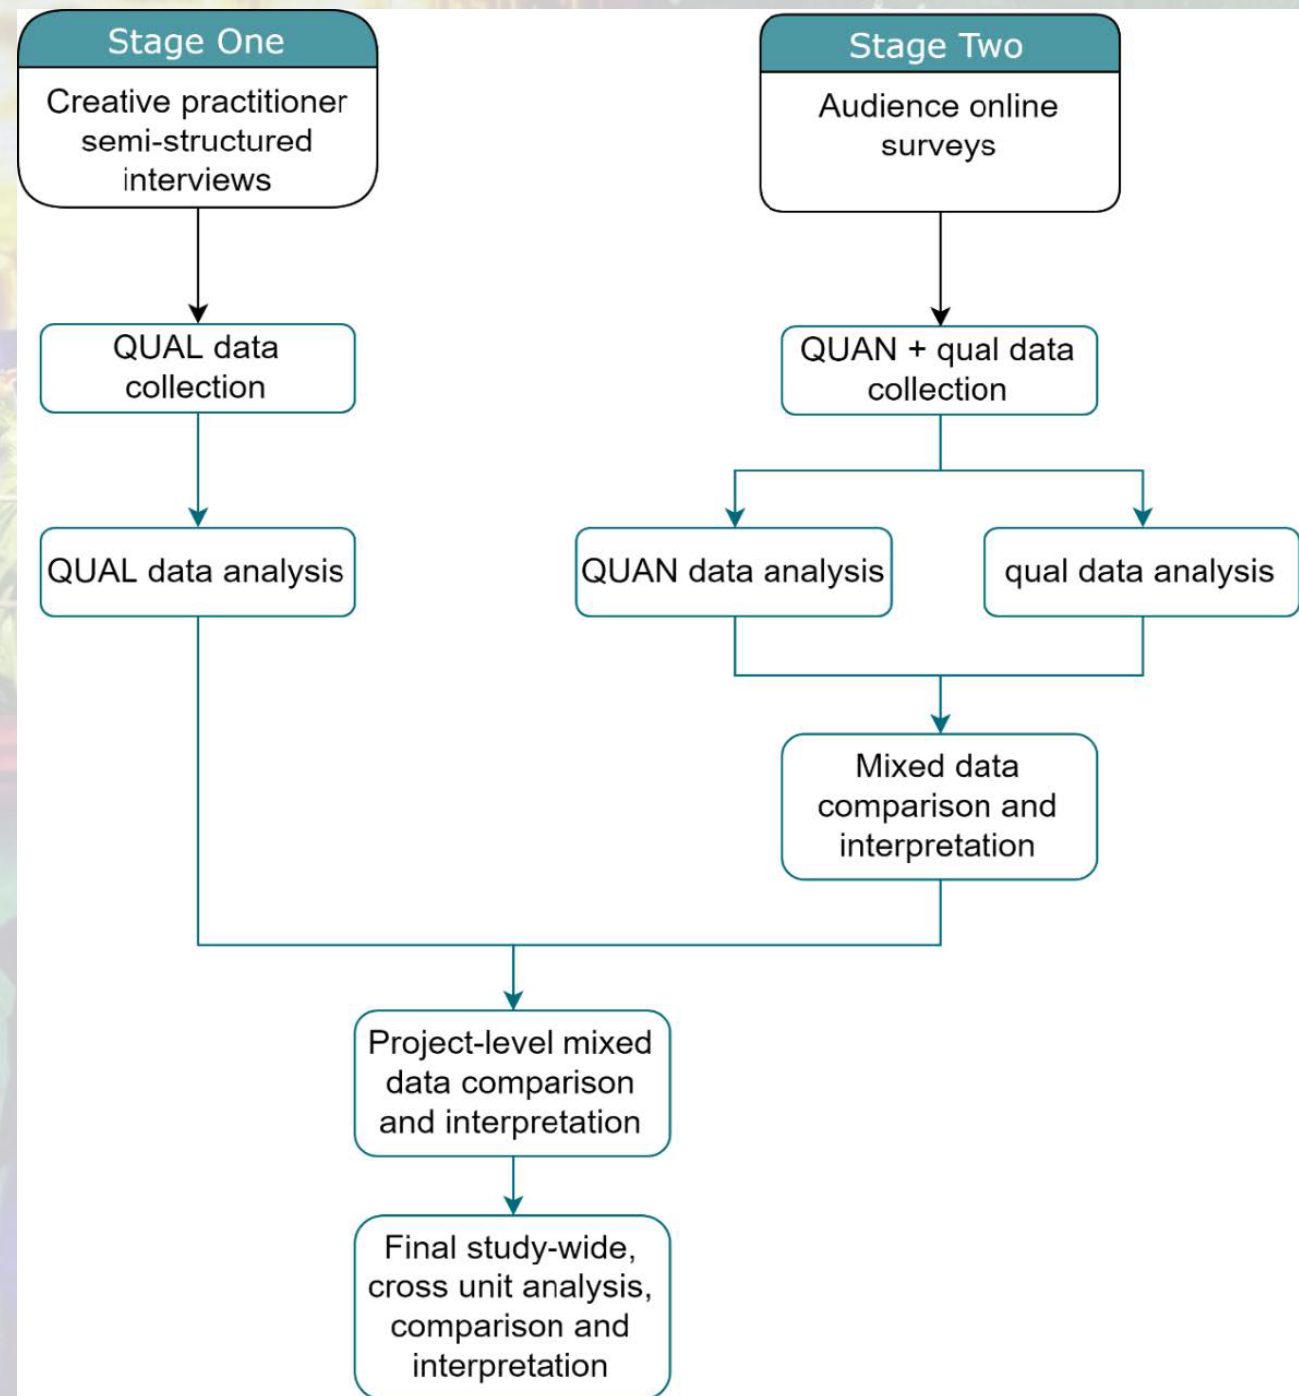 Stage One
Creative practitioner
semi-structured
interviews
Stage Two
Audience online
surveys
QUAL data
collection
QUAN + qual data
collection
QUAL data analysis
QUAN data analysis
qual data analysis
Mixed data
comparison and
interpretation
Project-level mixed
data comparison
and interpretation
Final study-wide,
cross unit analysis,
comparison and
interpretation